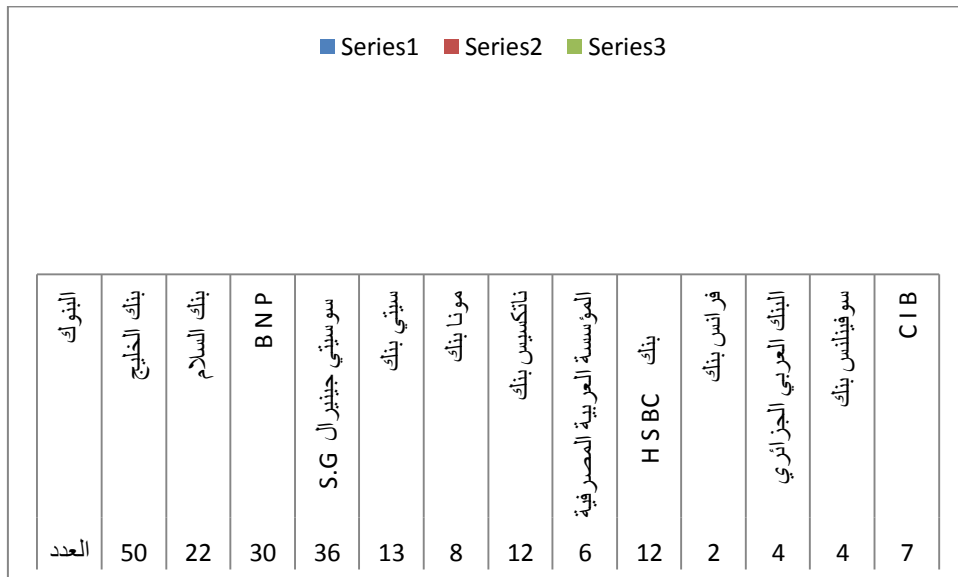 Series1 Series2 Series3
البنوك
بنك الخليج
بنك السلام
B N P
سوسيتي جينيرال S.G
سيتي بنك
مونا بنك
ناتكسيس بنك
المؤسسة العربية المصرفية
بنك
H S BC
فرانس بنك
البنك العربي الجزائري
سوفينلنس بنك
C I B
العدد 50 22 30 36 13 8 12 6 12 2 4 4 7